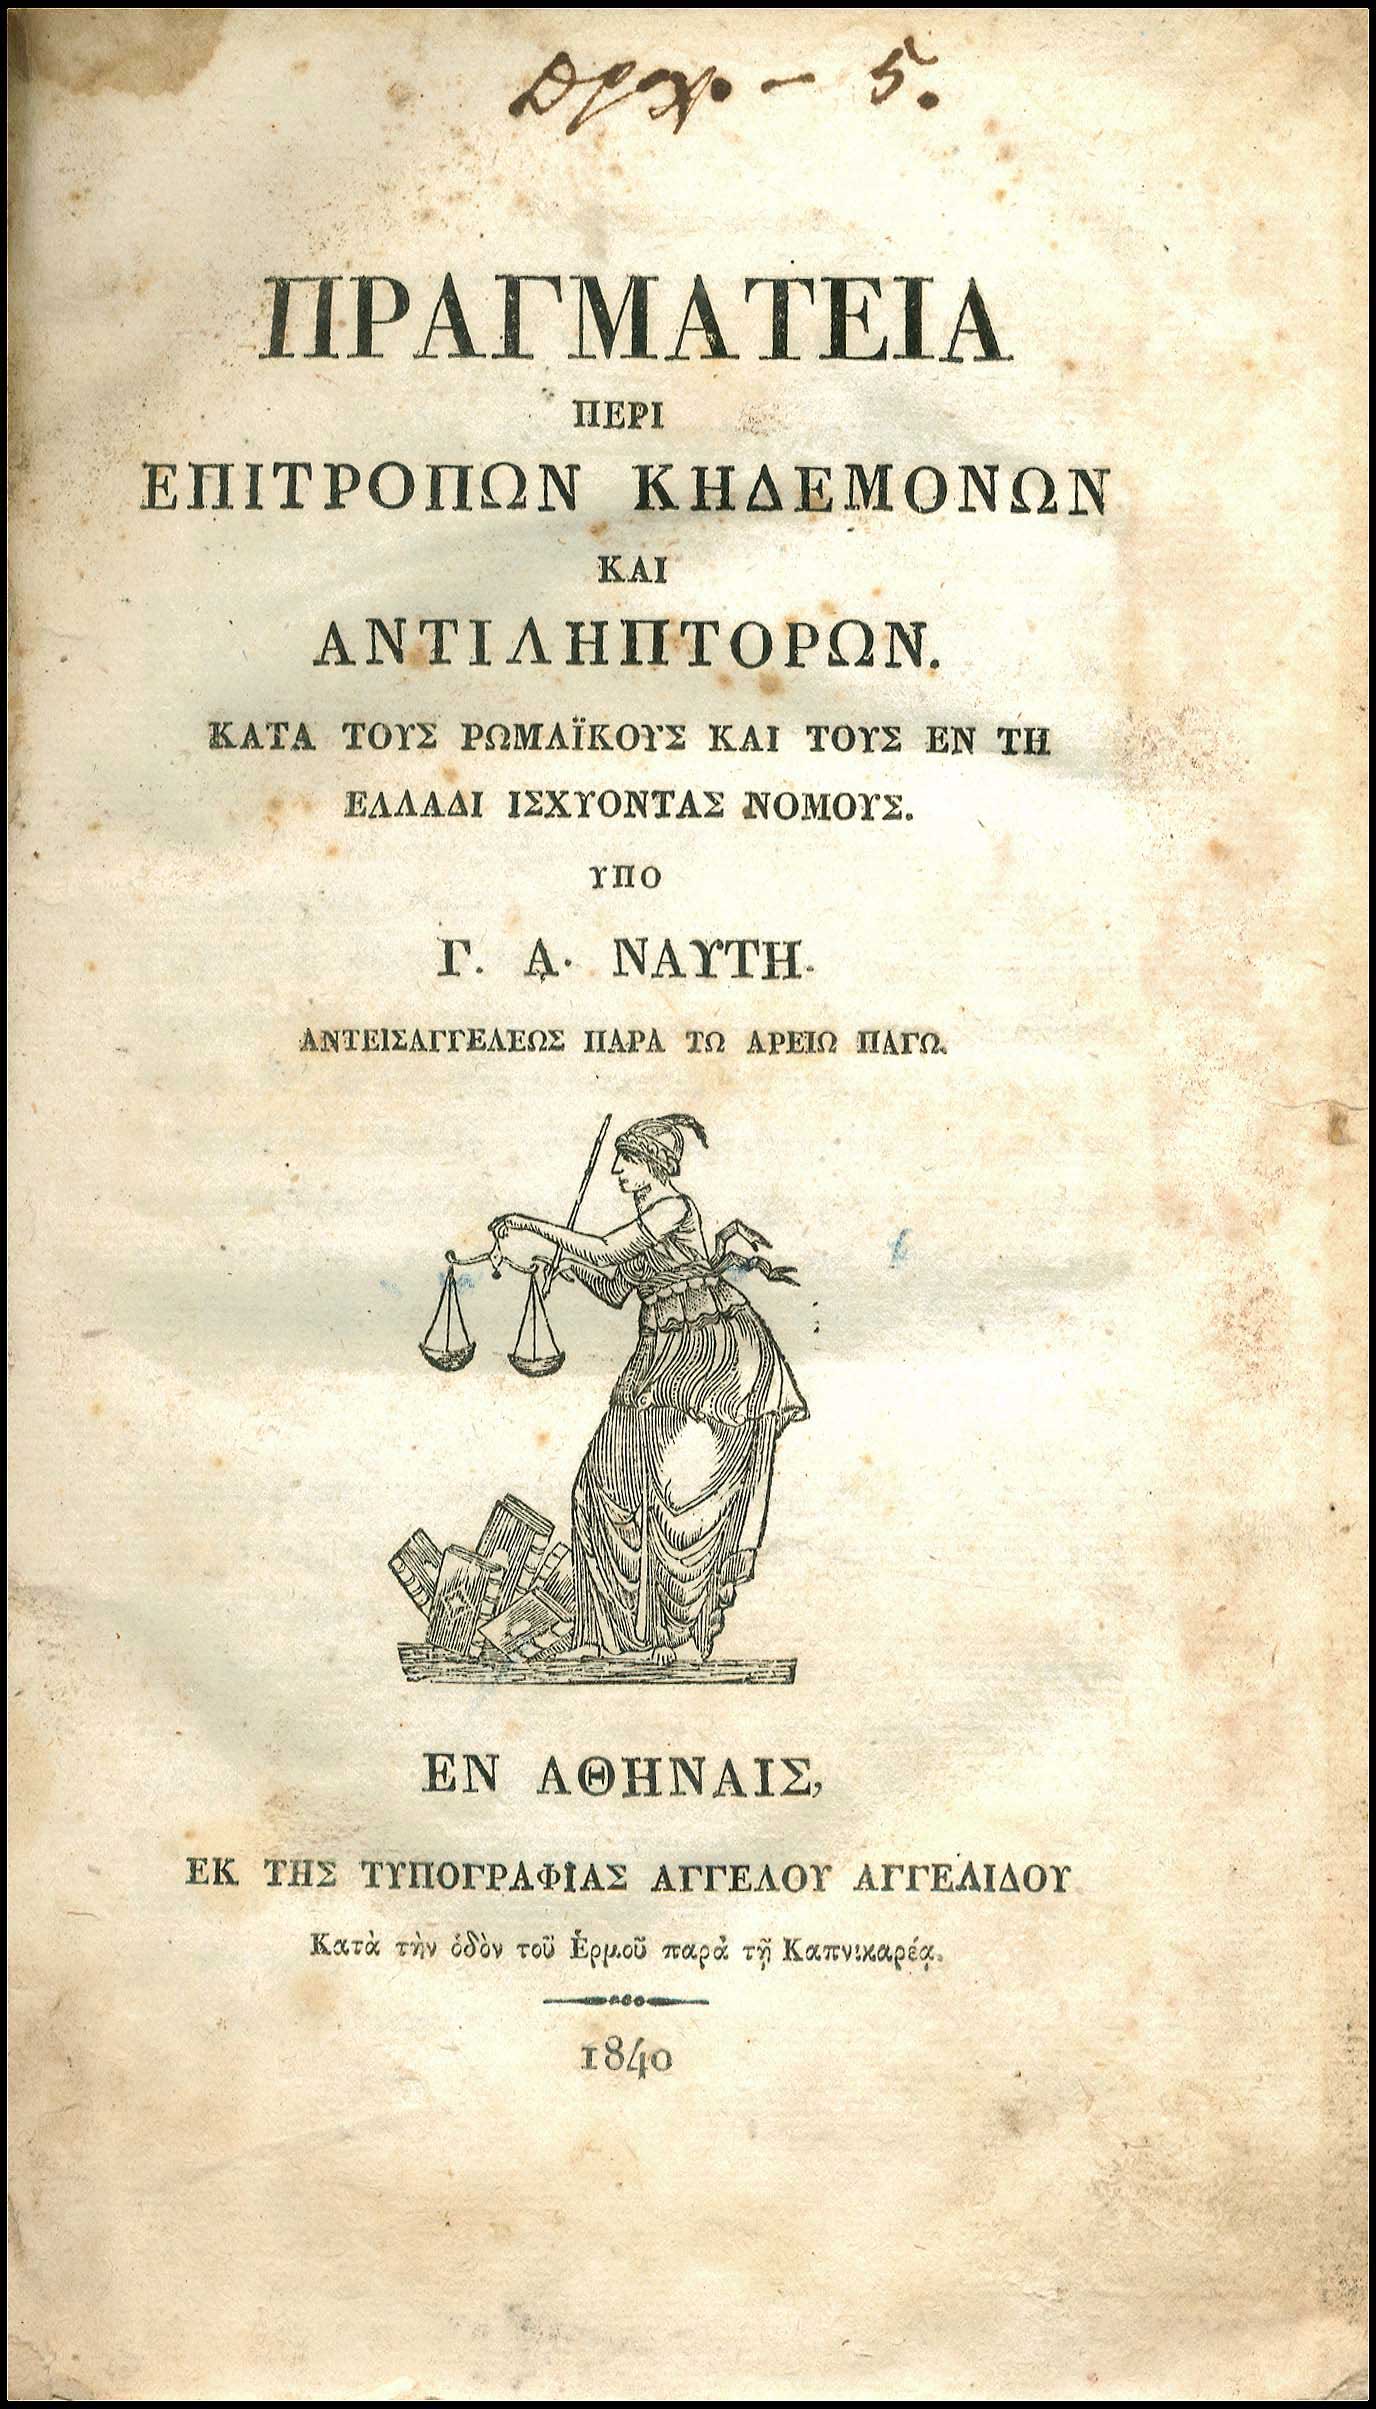 Δραχ. – 5.
ΠΡΑΓΜΑΤΕΙΑ
ΠΕΡΙ
ΕΠΙΤΡΟΠΩΝ ΚΗΔΕΜΟΝΩΝ
ΚΑΙ
ΑΝΤΙΛΗΠΤΟΡΩΝ.
ΚΑΤΑ ΤΟΥΣ ΡΩΜΑΪΚΟΥΣ ΚΑΙ ΤΟΥΣ ΕΝ ΤΗ
ΕΛΛΑΔΙ ΙΣΧΥΟΝΤΑΣ ΝΟΜΟΥΣ.
ΥΠΟ
Γ. Α. ΝΑΥΤΗ.
ΑΝΤΕΙΣΑΓΓΕΛΕΩΣ ΠΑΡΑ ΤΩ ΑΡΕΙΩ ΠΑΓΩ.
ΕΝ ΑΘΗΝΑΙΣ,
ΕΚ ΤΗΣ ΤΥΠΟΓΡΑΦΙΑΣ ΑΓΓΕΛΟΥ ΑΓΓΕΛΙΔΟΥ
Κατὰ τὴν ὁδὸν τοῦ Ἑρμοῦ παρὰ τῇ Καπνικαρέᾳ.
1840